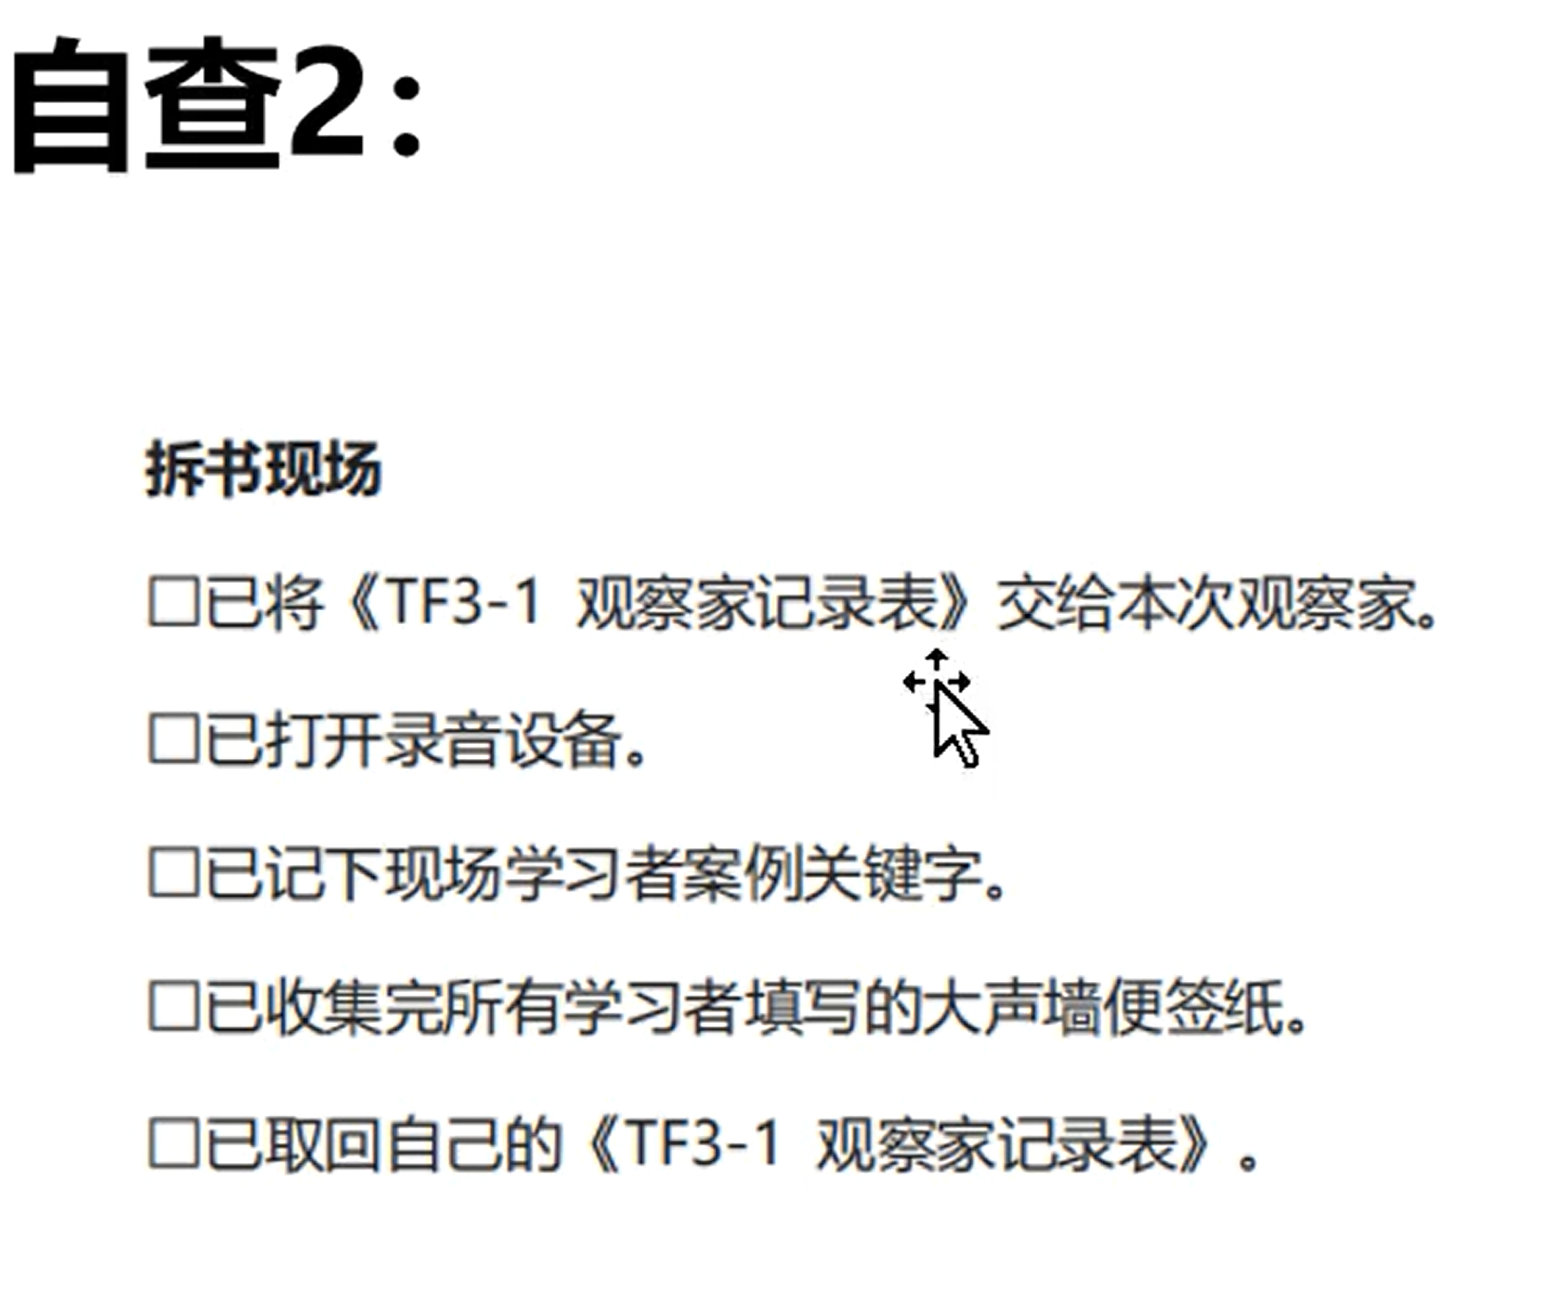 自查2：
拆书现场
□已将《TF3-1 观察家记录表》交给本次观察家。
□已打开录音设备。
□已记下现场学习者案例关键字。
□已收集完所有学习者填写的大声墙便签纸。
□已取回自己的《TF3-1 观察家记录表》。